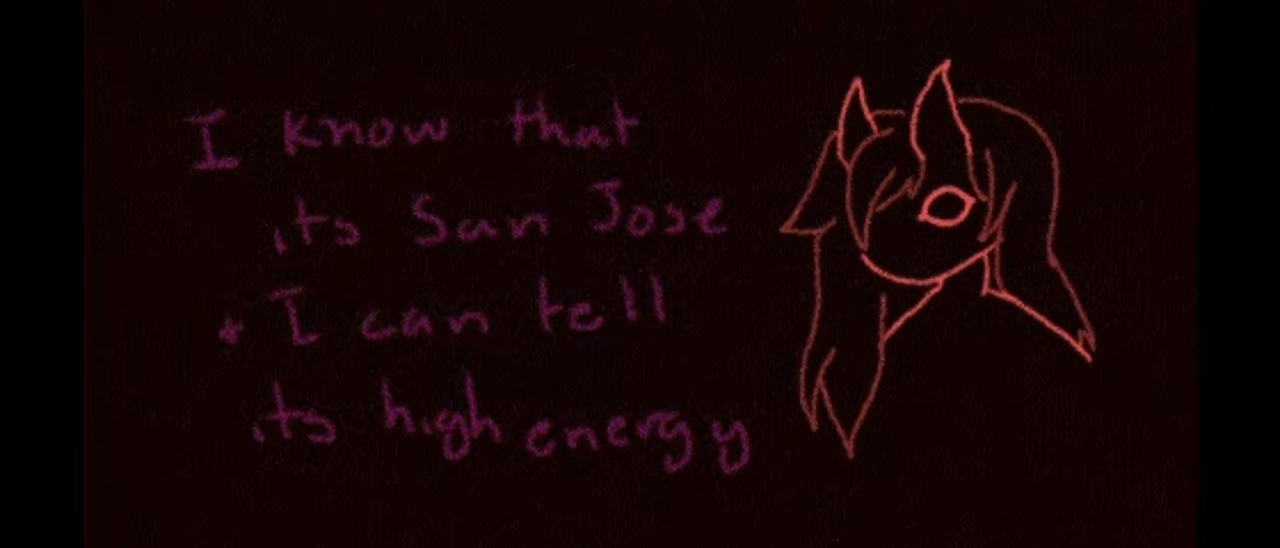 I know that
its San Jose
+ I can tell
its high energy